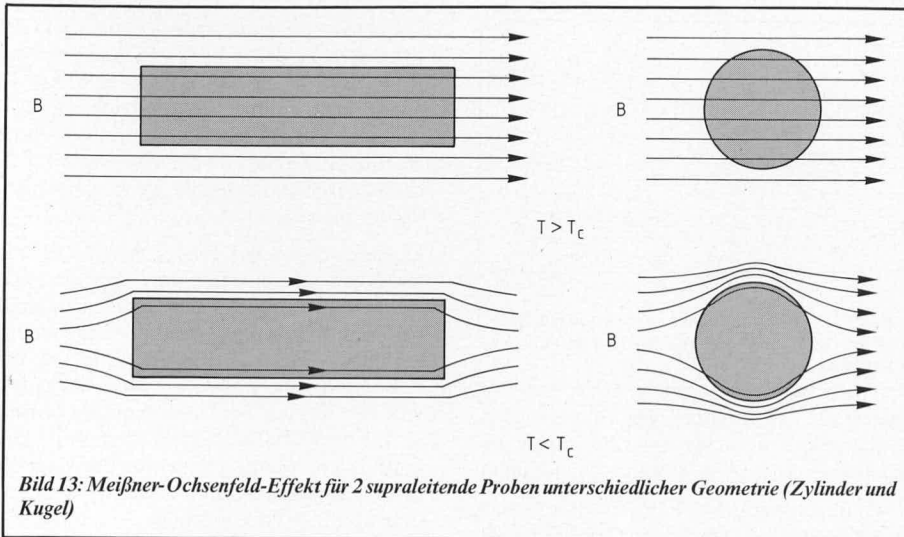 B
B
T > T_c
B
B
T < T_c
Bild 13: Meißner-Ochsenfeld-Effekt für 2 supraleitende Proben unterschiedlicher Geometrie (Zylinder und
Kugel)